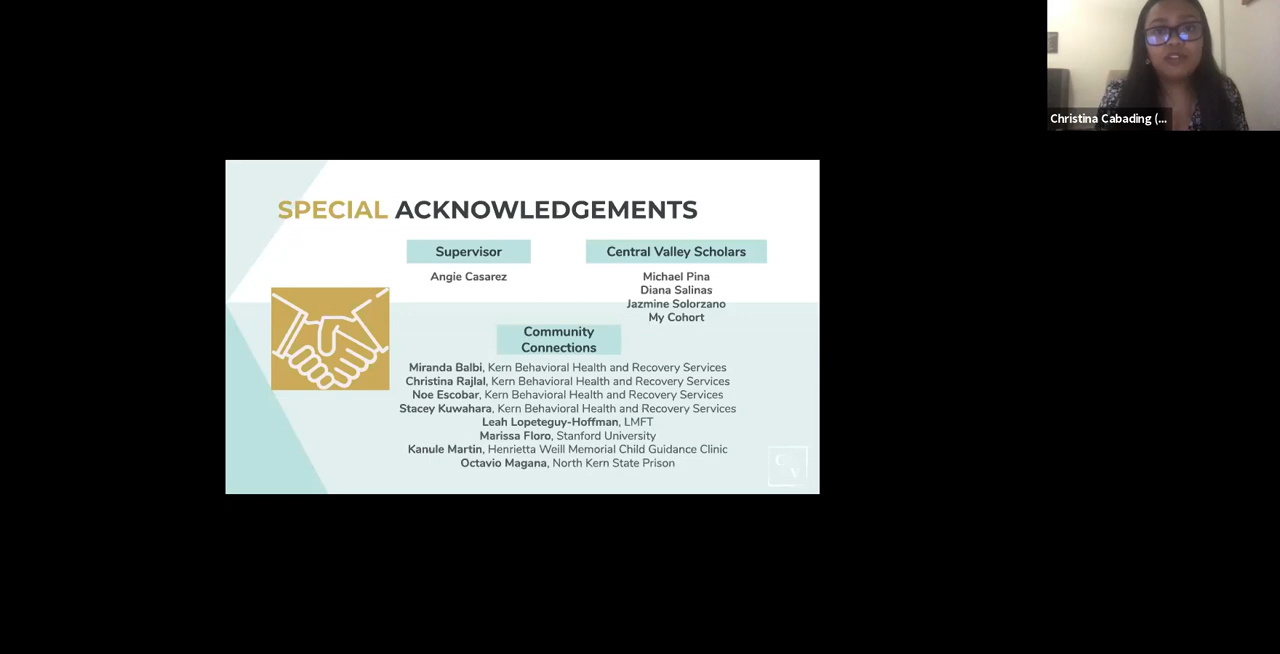 Christina Cabading (...
SPECIAL ACKNOWLEDGEMENTS
Supervisor
Angie Casarez
Central Valley Scholars
Michael Pina
Diana Salinas
Jazmine Solorzano
My Cohort
Community
Connections
Miranda Balbi, Kern Behavioral Health and Recovery Services
Christina Rajlal, Kern Behavioral Health and Recovery Services
Noe Escobar, Kern Behavioral Health and Recovery Services
Stacey Kuwahara, Kern Behavioral Health and Recovery Services
Leah Lopeteguy-Hoffman, LMFT
Marissa Floro, Stanford University
Kanule Martin, Henrietta Weill Memorial Child Guidance Clinic
Octavio Magana, North Kern State Prison